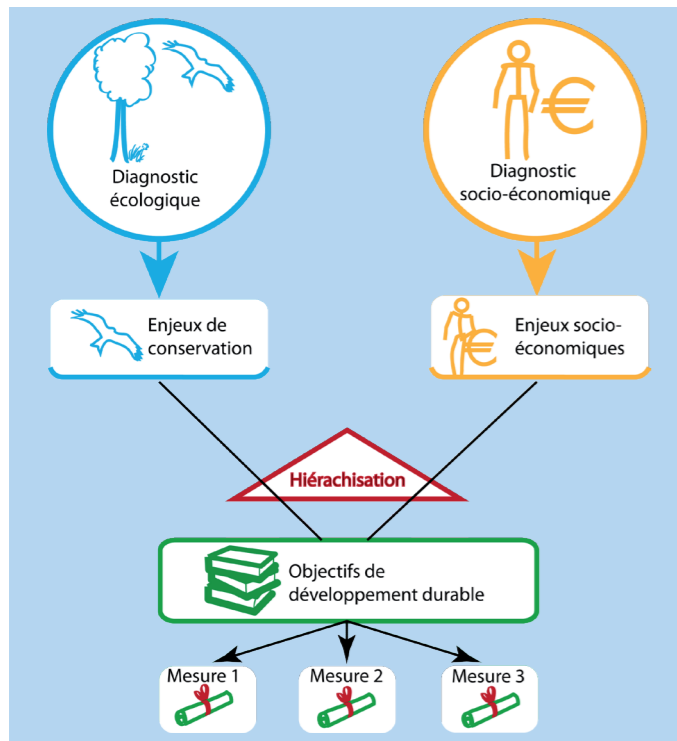 Diagnostic
écologique
Diagnostic
socio-économique
Enjeux de
conservation
Enjeux socio-
économiques
Hiérachisation
Objectifs de
développement durable
Mesure 1
Mesure 2
Mesure 3